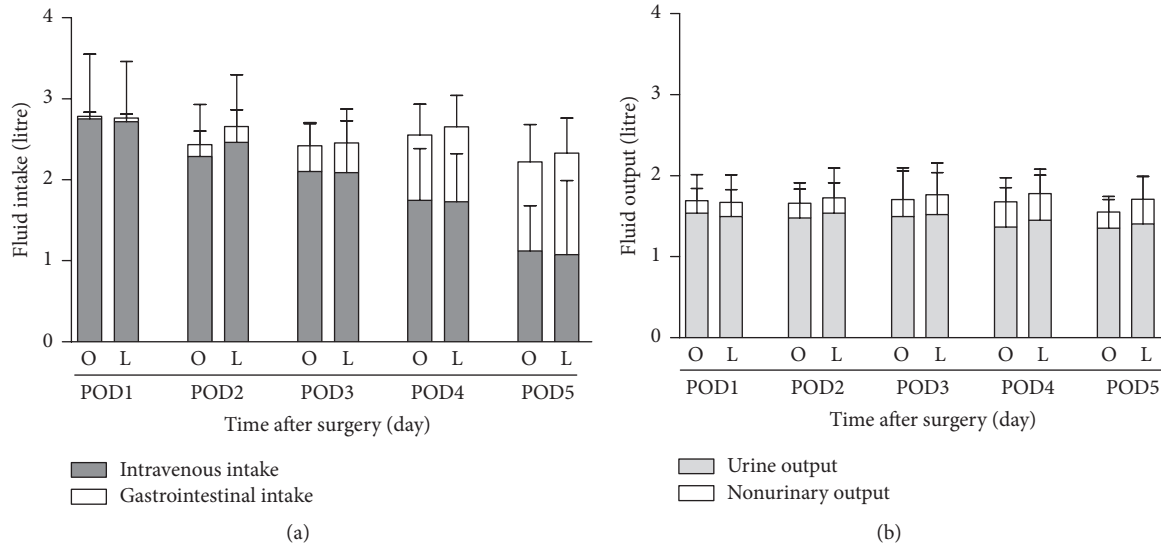 4
3
2
1
0
Fluid intake (litre)
O L O L O L O L O L
POD1 POD2 POD3 POD4 POD5
Time after surgery (day)
Intravenous intake
Gastrointestinal intake
(a)
4
3
2
1
0
Fluid output (litre)
O L O L O L O L O L
POD1 POD2 POD3 POD4 POD5
Time after surgery (day)
Urine output
Nonurinary output
(b)